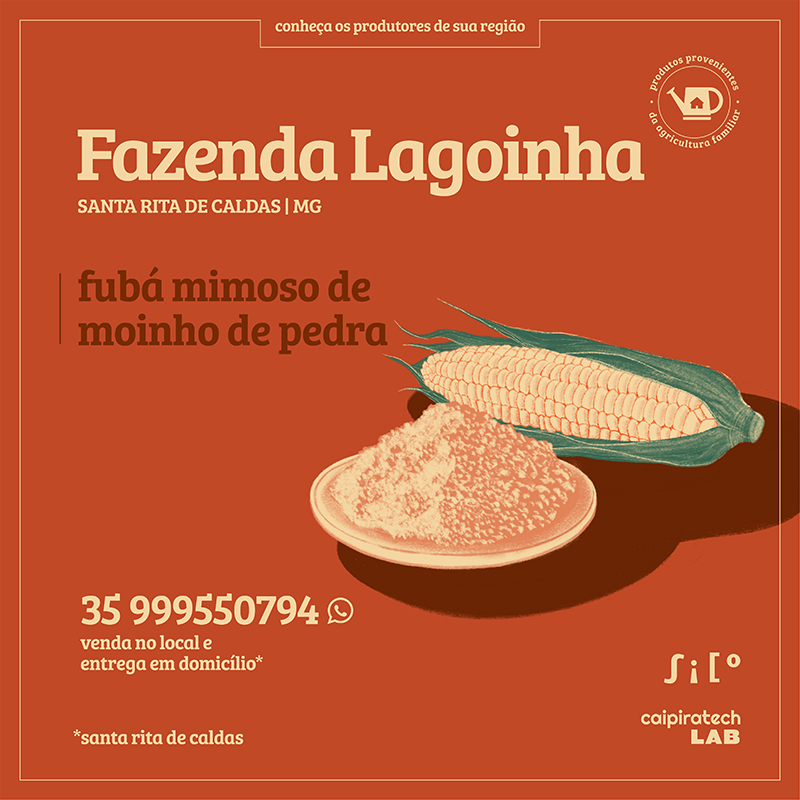 conheça os produtores de sua região
produtos provenientes
da agricultura familiar
Fazenda Lagoinha
SANTA RITA DE CALDAS | MG
fubá mimoso de
moinho de pedra
35 999550794
venda no local e
entrega em domicílio*
*santa rita de caldas
silo
caipiratech
LAB